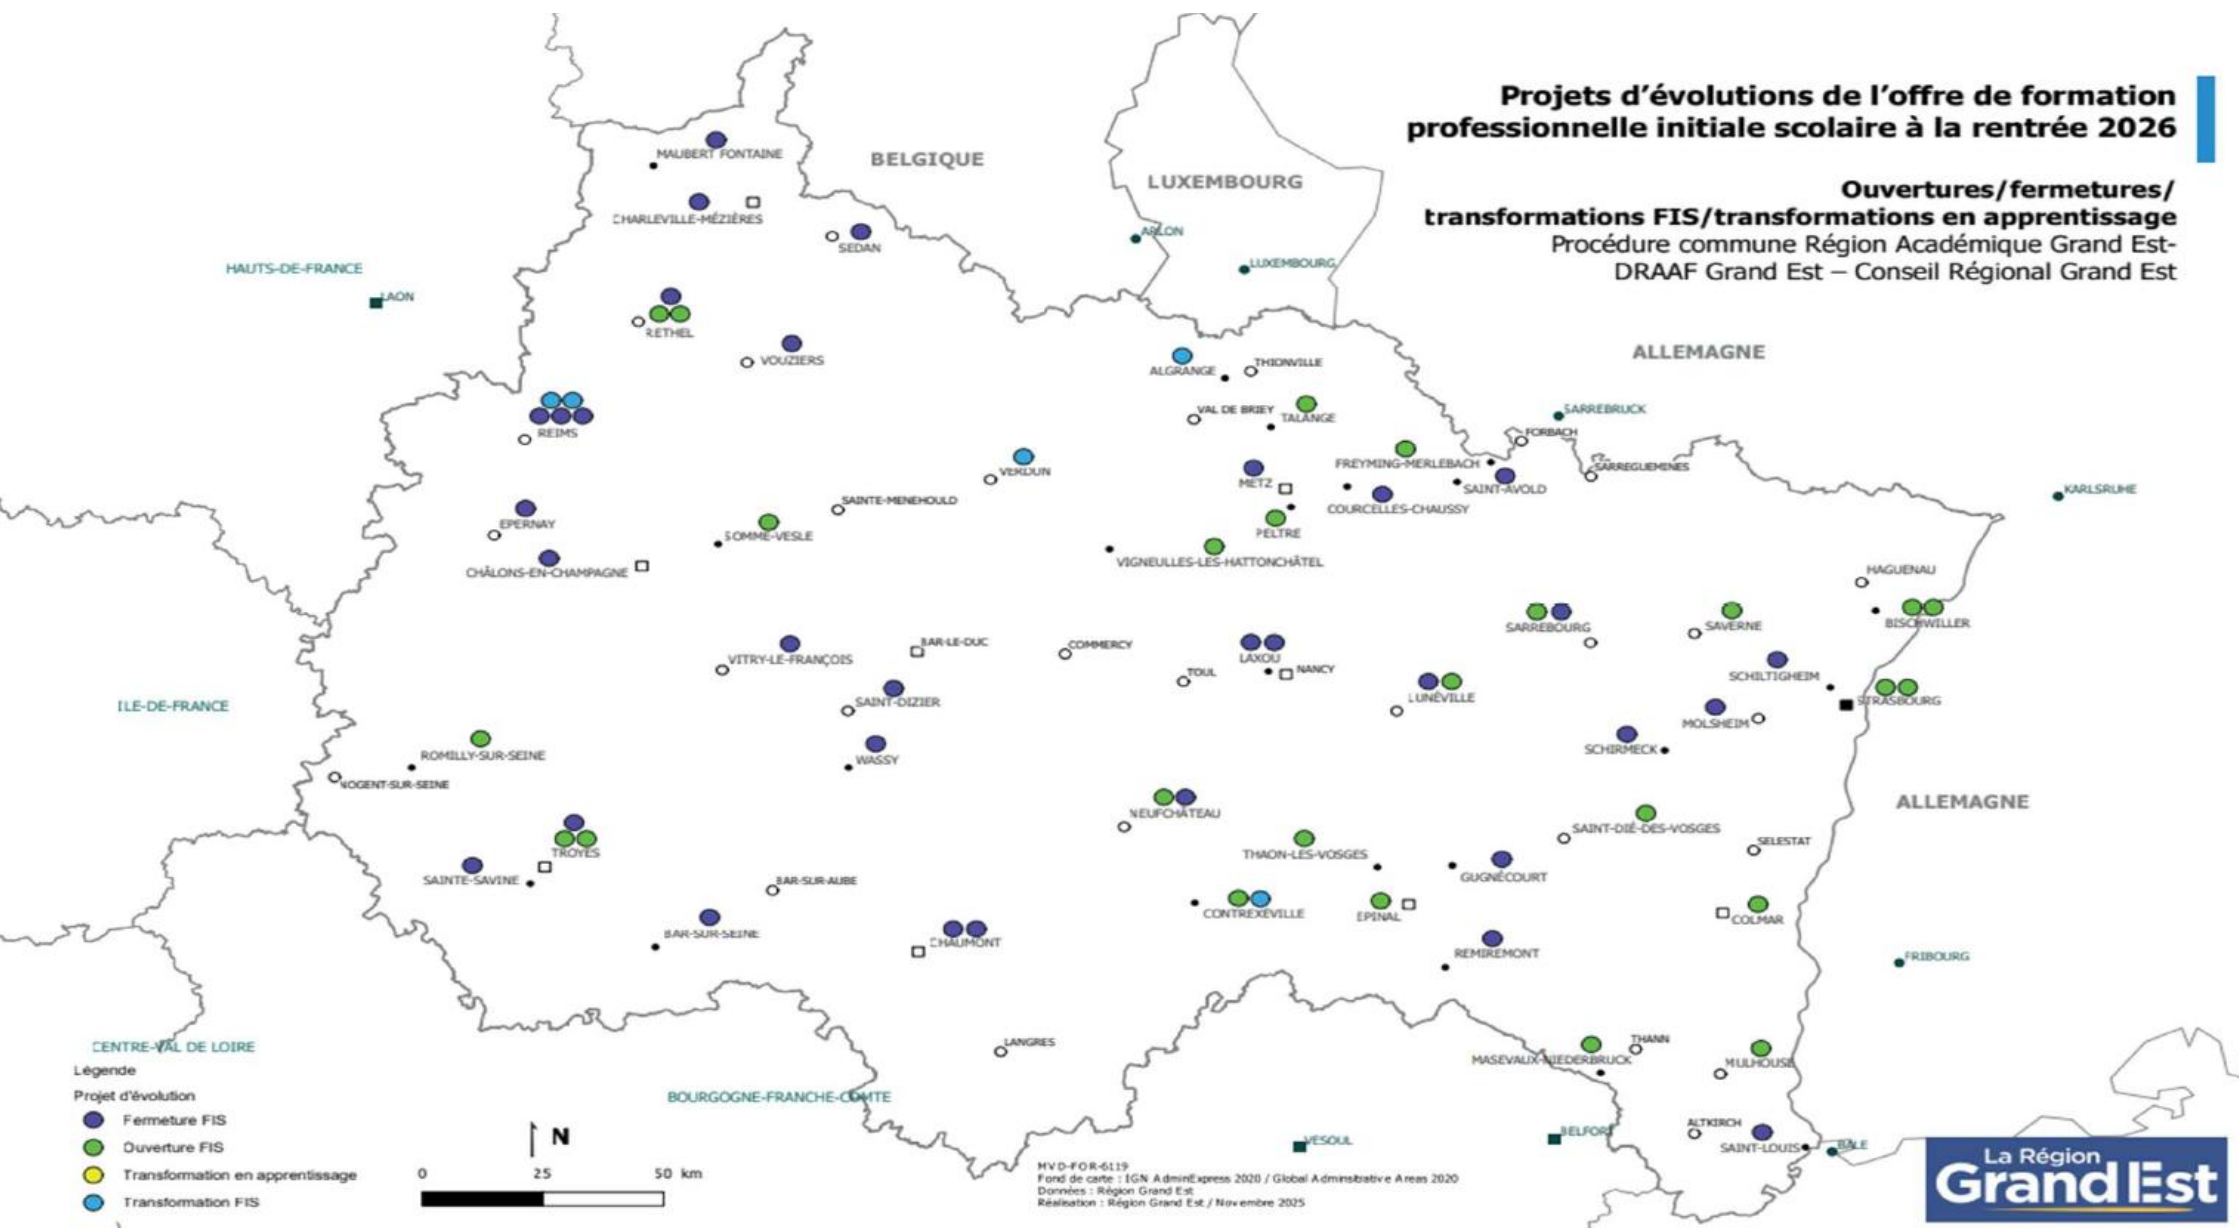 Projets d’évolutions de l’offre de formation
professionnelle initiale scolaire à la rentrée 2026
Ouvertures/fermetures/
transformations FIS/transformations en apprentissage
Procédure commune Région Académique Grand Est-
DRAAF Grand Est – Conseil Régional Grand Est
MAUBERT FONTAINE
BELGIQUE
LUXEMBOURG
CHARLEVILLE-MÉZIÈRES
SEDAN
ARLON
LUXEMBOURG
HAUTS-DE-FRANCE
LAON
RETHEL
VOUZIERS
ALLEMAGNE
ALGRANGE
THIONVILLE
VAL DE BRIEY
TALANGE
SARREBRUCK
REIMS
FORBACH
FREYMING-MERLEBACH
SARREGUEMINES
VERDUN
METZ
SAINT-AVOLD
KARLSRUHE
SAINTE-MENEHOULD
COURCELLES-CHAUSSY
EPERNAY
SOMME-VESLE
PELTRE
VIGNEULLES-LES-HATTONCHÂTEL
CHÂLONS-EN-CHAMPAGNE
HAGUENAU
BISCHWILLER
SARREBOURG
SAVERNE
VITRY-LE-FRANÇOIS
BAR-LE-DUC
COMMERCY
LAXOU
NANCY
TOUL
SCHILTIGHEIM
SAINT-DIZIER
LUNÉVILLE
STRASBOURG
ILE-DE-FRANCE
MOLSHEIM
SCHIRMECK
ROMILLY-SUR-SEINE
WASSY
NOGENT-SUR-SEINE
ALLEMAGNE
NEUFCHÂTEAU
SAINT-DIÉ-DES-VOSGES
SELESTAT
TROYES
THAON-LES-VOSGES
SAINTE-SAVINE
BAR-SUR-AUBE
GUGNÉCOURT
CONTREXÉVILLE
EPINAL
COLMAR
BAR-SUR-SEINE
CHAUMONT
REMIREMONT
FRIBOURG
CENTRE-VAL DE LOIRE
LANGRES
THANN
MASEVAUX-NIEDERBRUCK
MULHOUSE
BOURGOGNE-FRANCHE-COMTE
ALTKIRCH
SAINT-LOUIS
BÂLE
VESOUL
BELFORT
Légende
Projet d'évolution
Fermeture FIS
Ouverture FIS
Transformation en apprentissage
Transformation FIS
N
0 25 50 km
MVD-FOR-6119
Fond de carte : IGN AdminExpress 2020 / Global Adminsitrative Areas 2020
Données : Région Grand Est
Réalisation : Région Grand Est / Novembre 2025
La Région
GrandEst